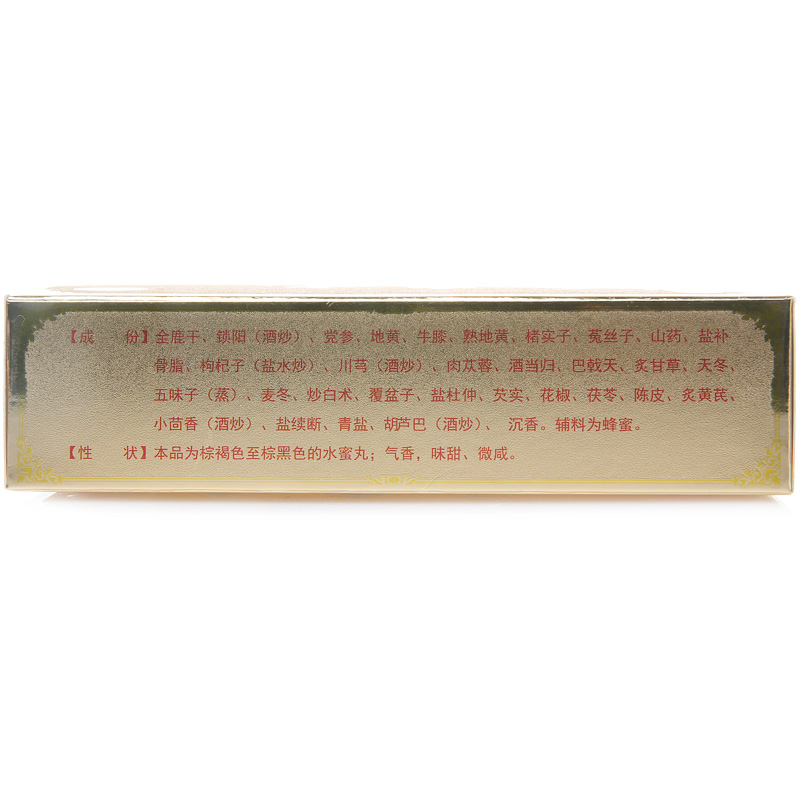 【成　份】全鹿干、锁阳（酒炒）、党参、地黄、牛膝、熟地黄、楮实子、菟丝子、山药、盐补
骨脂、枸杞子（盐水炒）、川芎（酒炒）、肉苁蓉、酒当归、巴戟天、炙甘草、天冬、
五味子（蒸）、麦冬、炒白术、覆盆子、盐杜仲、芡实、花椒、茯苓、陈皮、炙黄芪、
小茴香（酒炒）、盐续断、青盐、胡芦巴（酒炒）、 沉香。辅料为蜂蜜。
【性　状】本品为棕褐色至棕黑色的水蜜丸；气香，味甜、微咸。